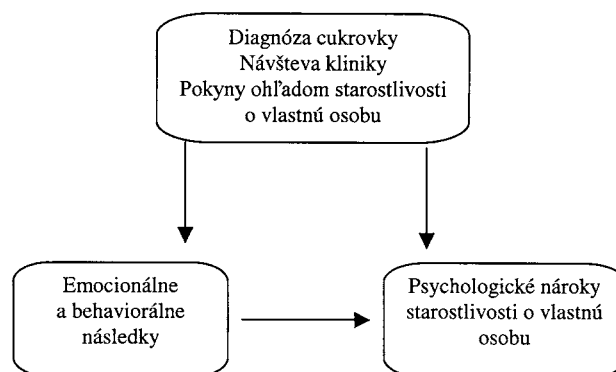 Diagnóza cukrovky
Návšteva kliniky
Pokyny ohľadom starostlivosti
o vlastnú osobu
Emocionálne
a behaviorálne
následky
Psychologické nároky
starostlivosti o vlastnú
osobu